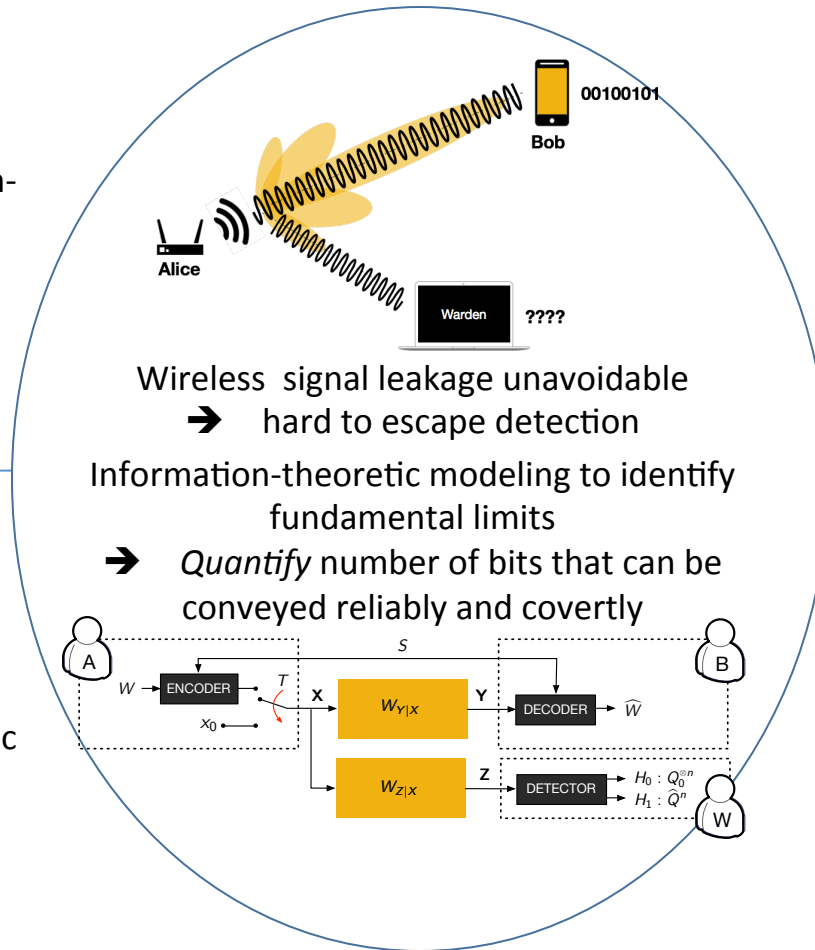 00100101
Bob
n-
Alice
Warden
????
Wireless signal leakage unavoidable
➔ hard to escape detection
Information-theoretic modeling to identify
fundamental limits
➔ Quantify number of bits that can be
conveyed reliably and covertly
A
S
B
W
ENCODER
T
X
W_{Y|X}
Y
DECODER
Ŵ
x₀
c
W_{Z|X}
Z
DETECTOR
H₀ : Q₀^{⊗n}
H₁ : Q̂ⁿ
W